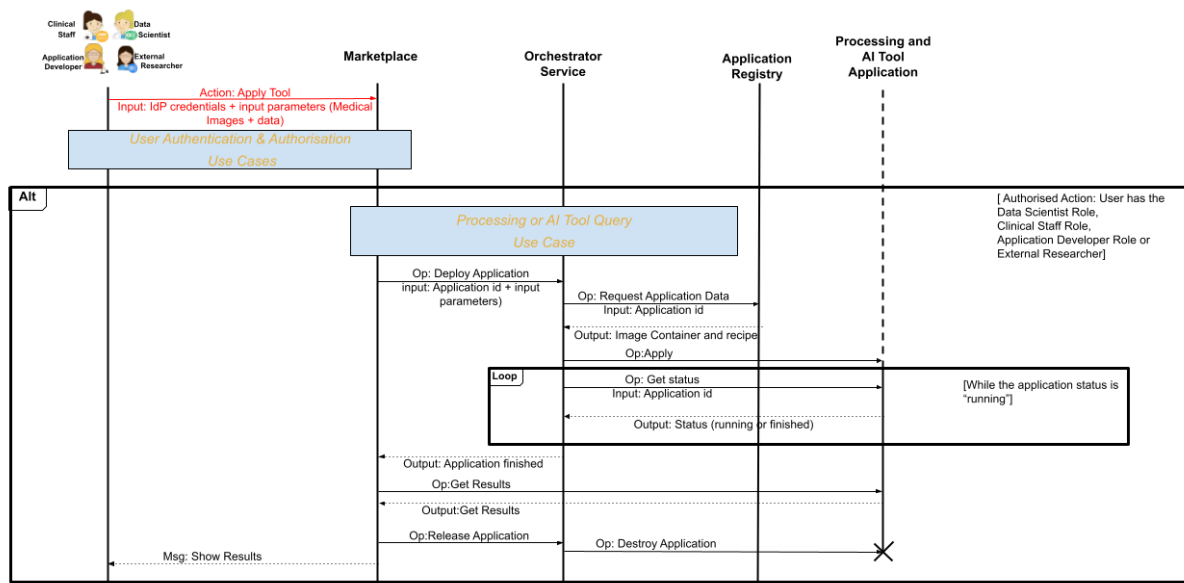 Clinical
Staff
Data
Scientist
Application
Developer
External
Researcher
Marketplace
Orchestrator
Service
Application
Registry
Processing and
AI Tool
Application
Action: Apply Tool
Input: IdP credentials + input parameters (Medical
Images + data)
User Authentication & Authorisation
Use Cases
Alt
[ Authorised Action: User has the
Data Scientist Role,
Clinical Staff Role,
Application Developer Role or
External Researcher]
Processing or AI Tool Query
Use Case
Op: Deploy Application
input: Application id + input
parameters)
Op: Request Application Data
Input: Application id
Output: Image Container and recipe
Op:Apply
Loop
Op: Get status
Input: Application id
[While the application status is
“running”]
Output: Status (running or finished)
Output: Application finished
Op:Get Results
Output:Get Results
Op:Release Application
Op: Destroy Application
Msg: Show Results